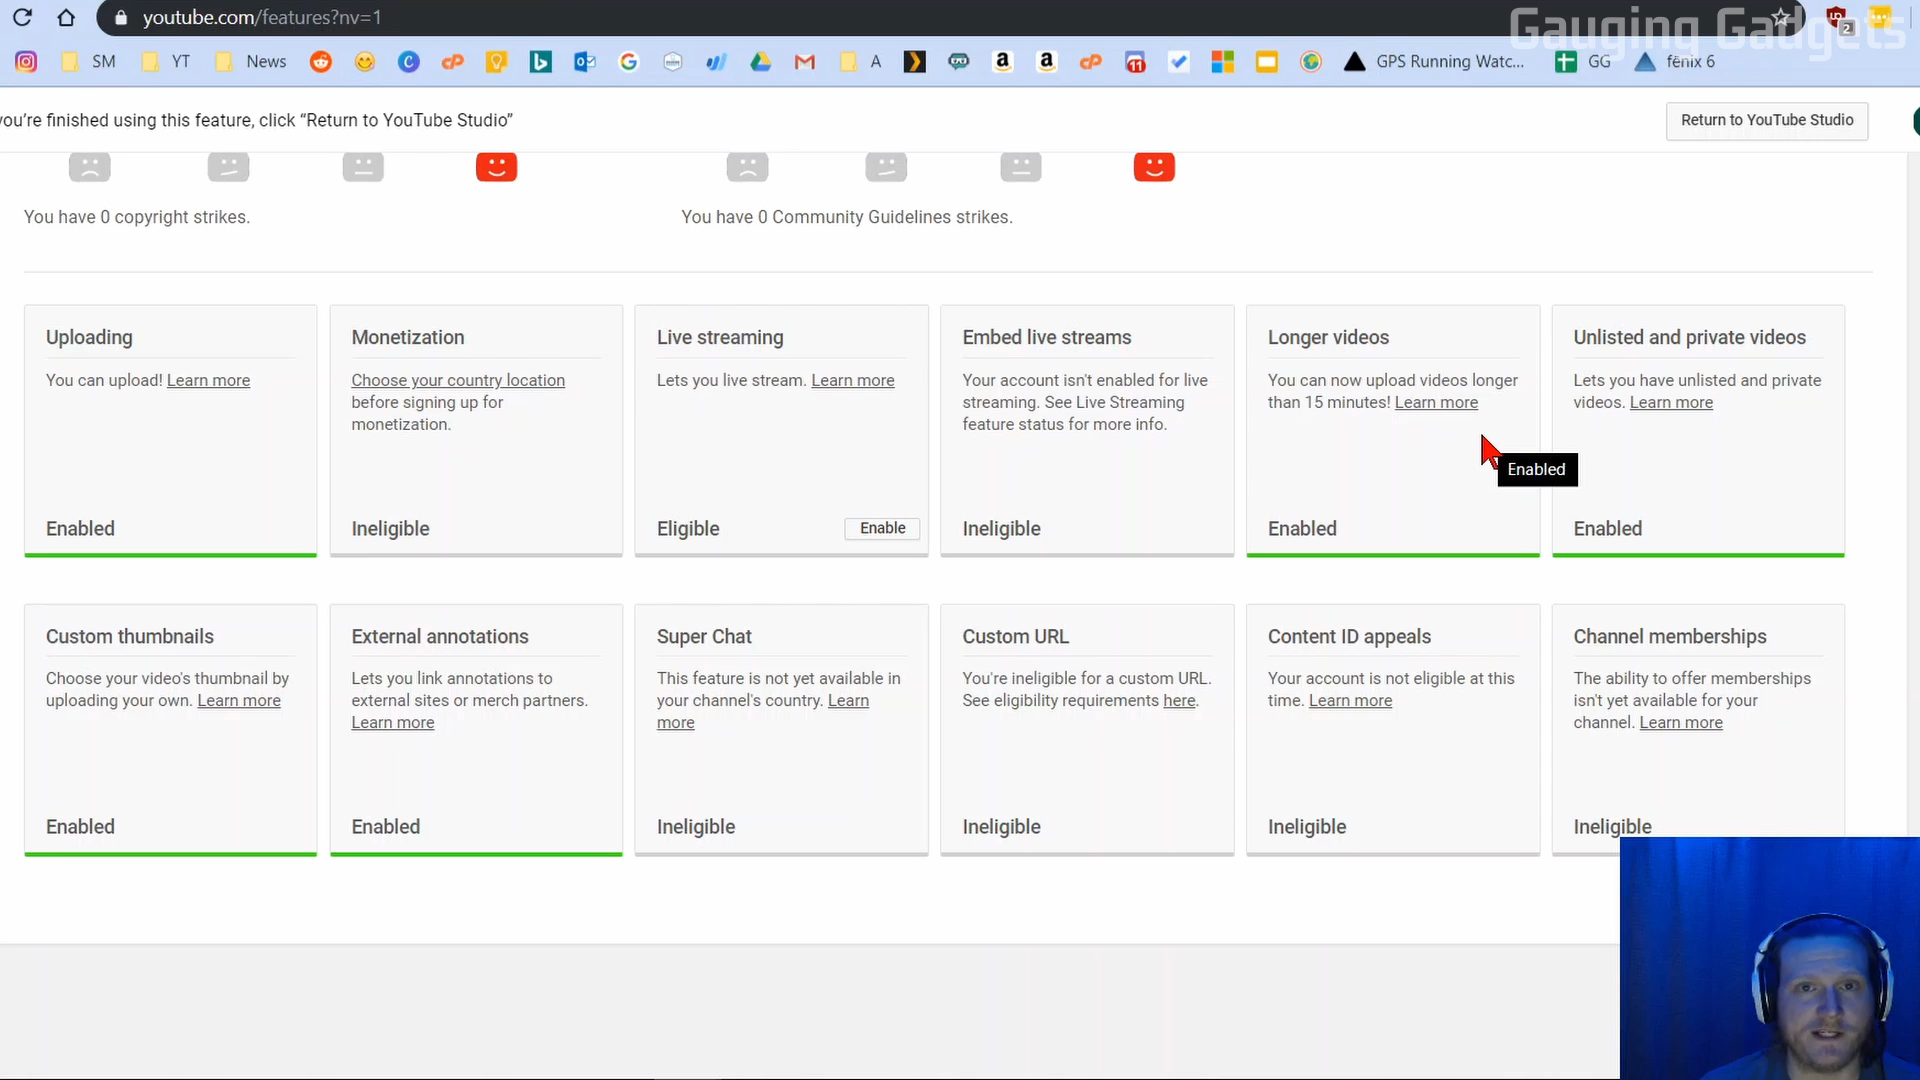 Gauging Gadgets
youtube.com/features?nv=1
2
SM YT News A 11 GPS Running Watc... GG fēnix 6
you're finished using this feature, click “Return to YouTube Studio”
Return to YouTube Studio
You have 0 copyright strikes.
You have 0 Community Guidelines strikes.
Uploading
You can upload! Learn more
Enabled
Monetization
Choose your country location
before signing up for
monetization.
Ineligible
Live streaming
Lets you live stream. Learn more
Eligible
Enable
Embed live streams
Your account isn't enabled for live
streaming. See Live Streaming
feature status for more info.
Ineligible
Longer videos
You can now upload videos longer
than 15 minutes! Learn more
Enabled
Enabled
Unlisted and private videos
Lets you have unlisted and private
videos. Learn more
Enabled
Custom thumbnails
Choose your video's thumbnail by
uploading your own. Learn more
Enabled
External annotations
Lets you link annotations to
external sites or merch partners.
Learn more
Enabled
Super Chat
This feature is not yet available in
your channel's country. Learn
more
Ineligible
Custom URL
You're ineligible for a custom URL.
See eligibility requirements here.
Ineligible
Content ID appeals
Your account is not eligible at this
time. Learn more
Ineligible
Channel memberships
The ability to offer memberships
isn't yet available for your
channel. Learn more
Ineligible